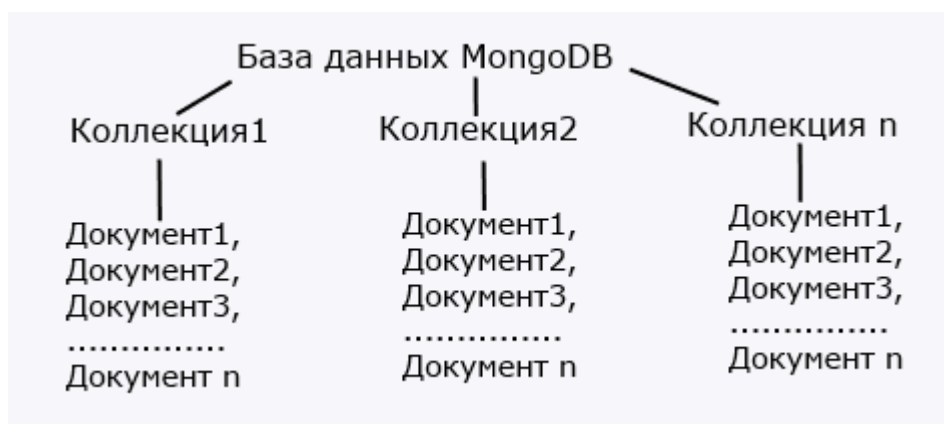 База данных MongoDB
Коллекция1
Коллекция2
Коллекция n
Документ1,
Документ2,
Документ3,
...............
Документ n
Документ1,
Документ2,
Документ3,
...............
Документ n
Документ1,
Документ2,
Документ3,
...............
Документ n